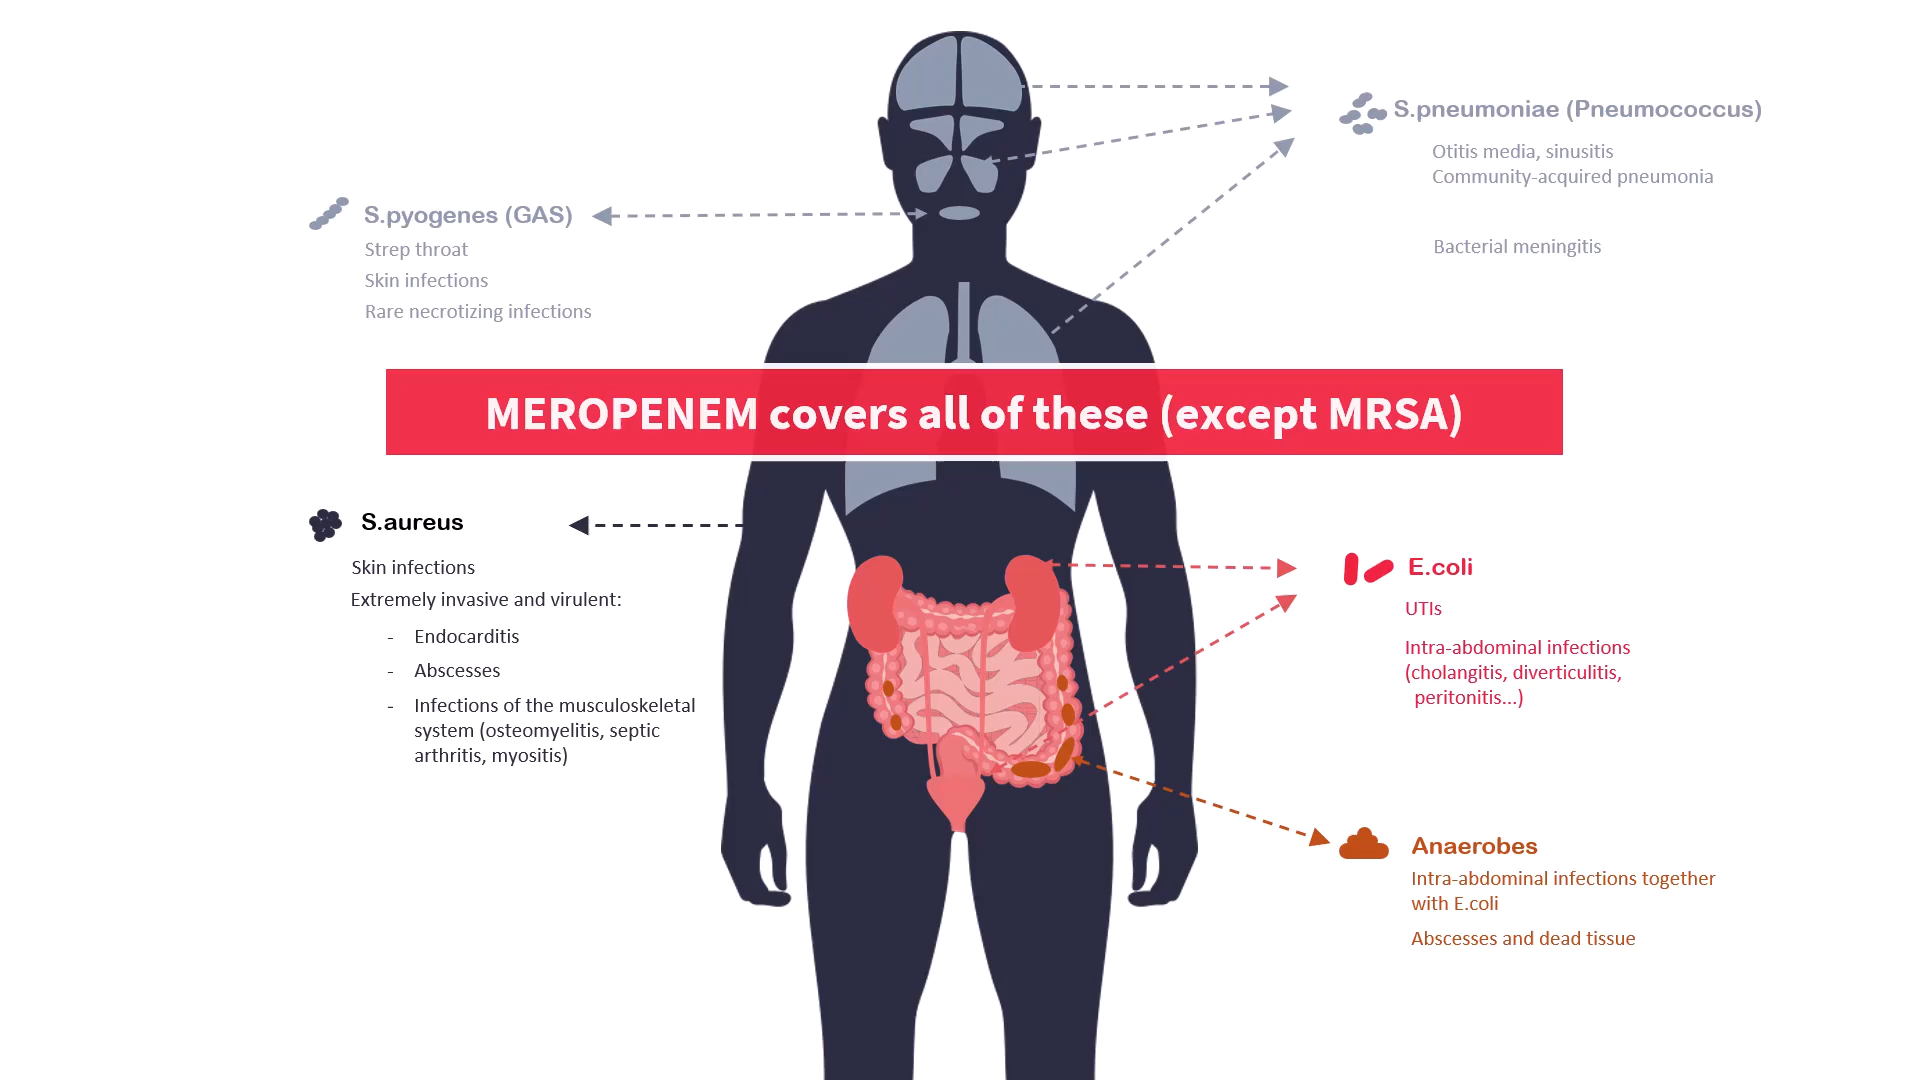 S.pneumoniae (Pneumococcus)
Otitis media, sinusitis
Community-acquired pneumonia
Bacterial meningitis
S.pyogenes (GAS)
Strep throat
Skin infections
Rare necrotizing infections
MEROPENEM covers all of these (except MRSA)
S.aureus
Skin infections
Extremely invasive and virulent:
- Endocarditis
- Abscesses
- Infections of the musculoskeletal
system (osteomyelitis, septic
arthritis, myositis)
E.coli
UTIs
Intra-abdominal infections
(cholangitis, diverticulitis,
peritonitis...)
Anaerobes
Intra-abdominal infections together
with E.coli
Abscesses and dead tissue